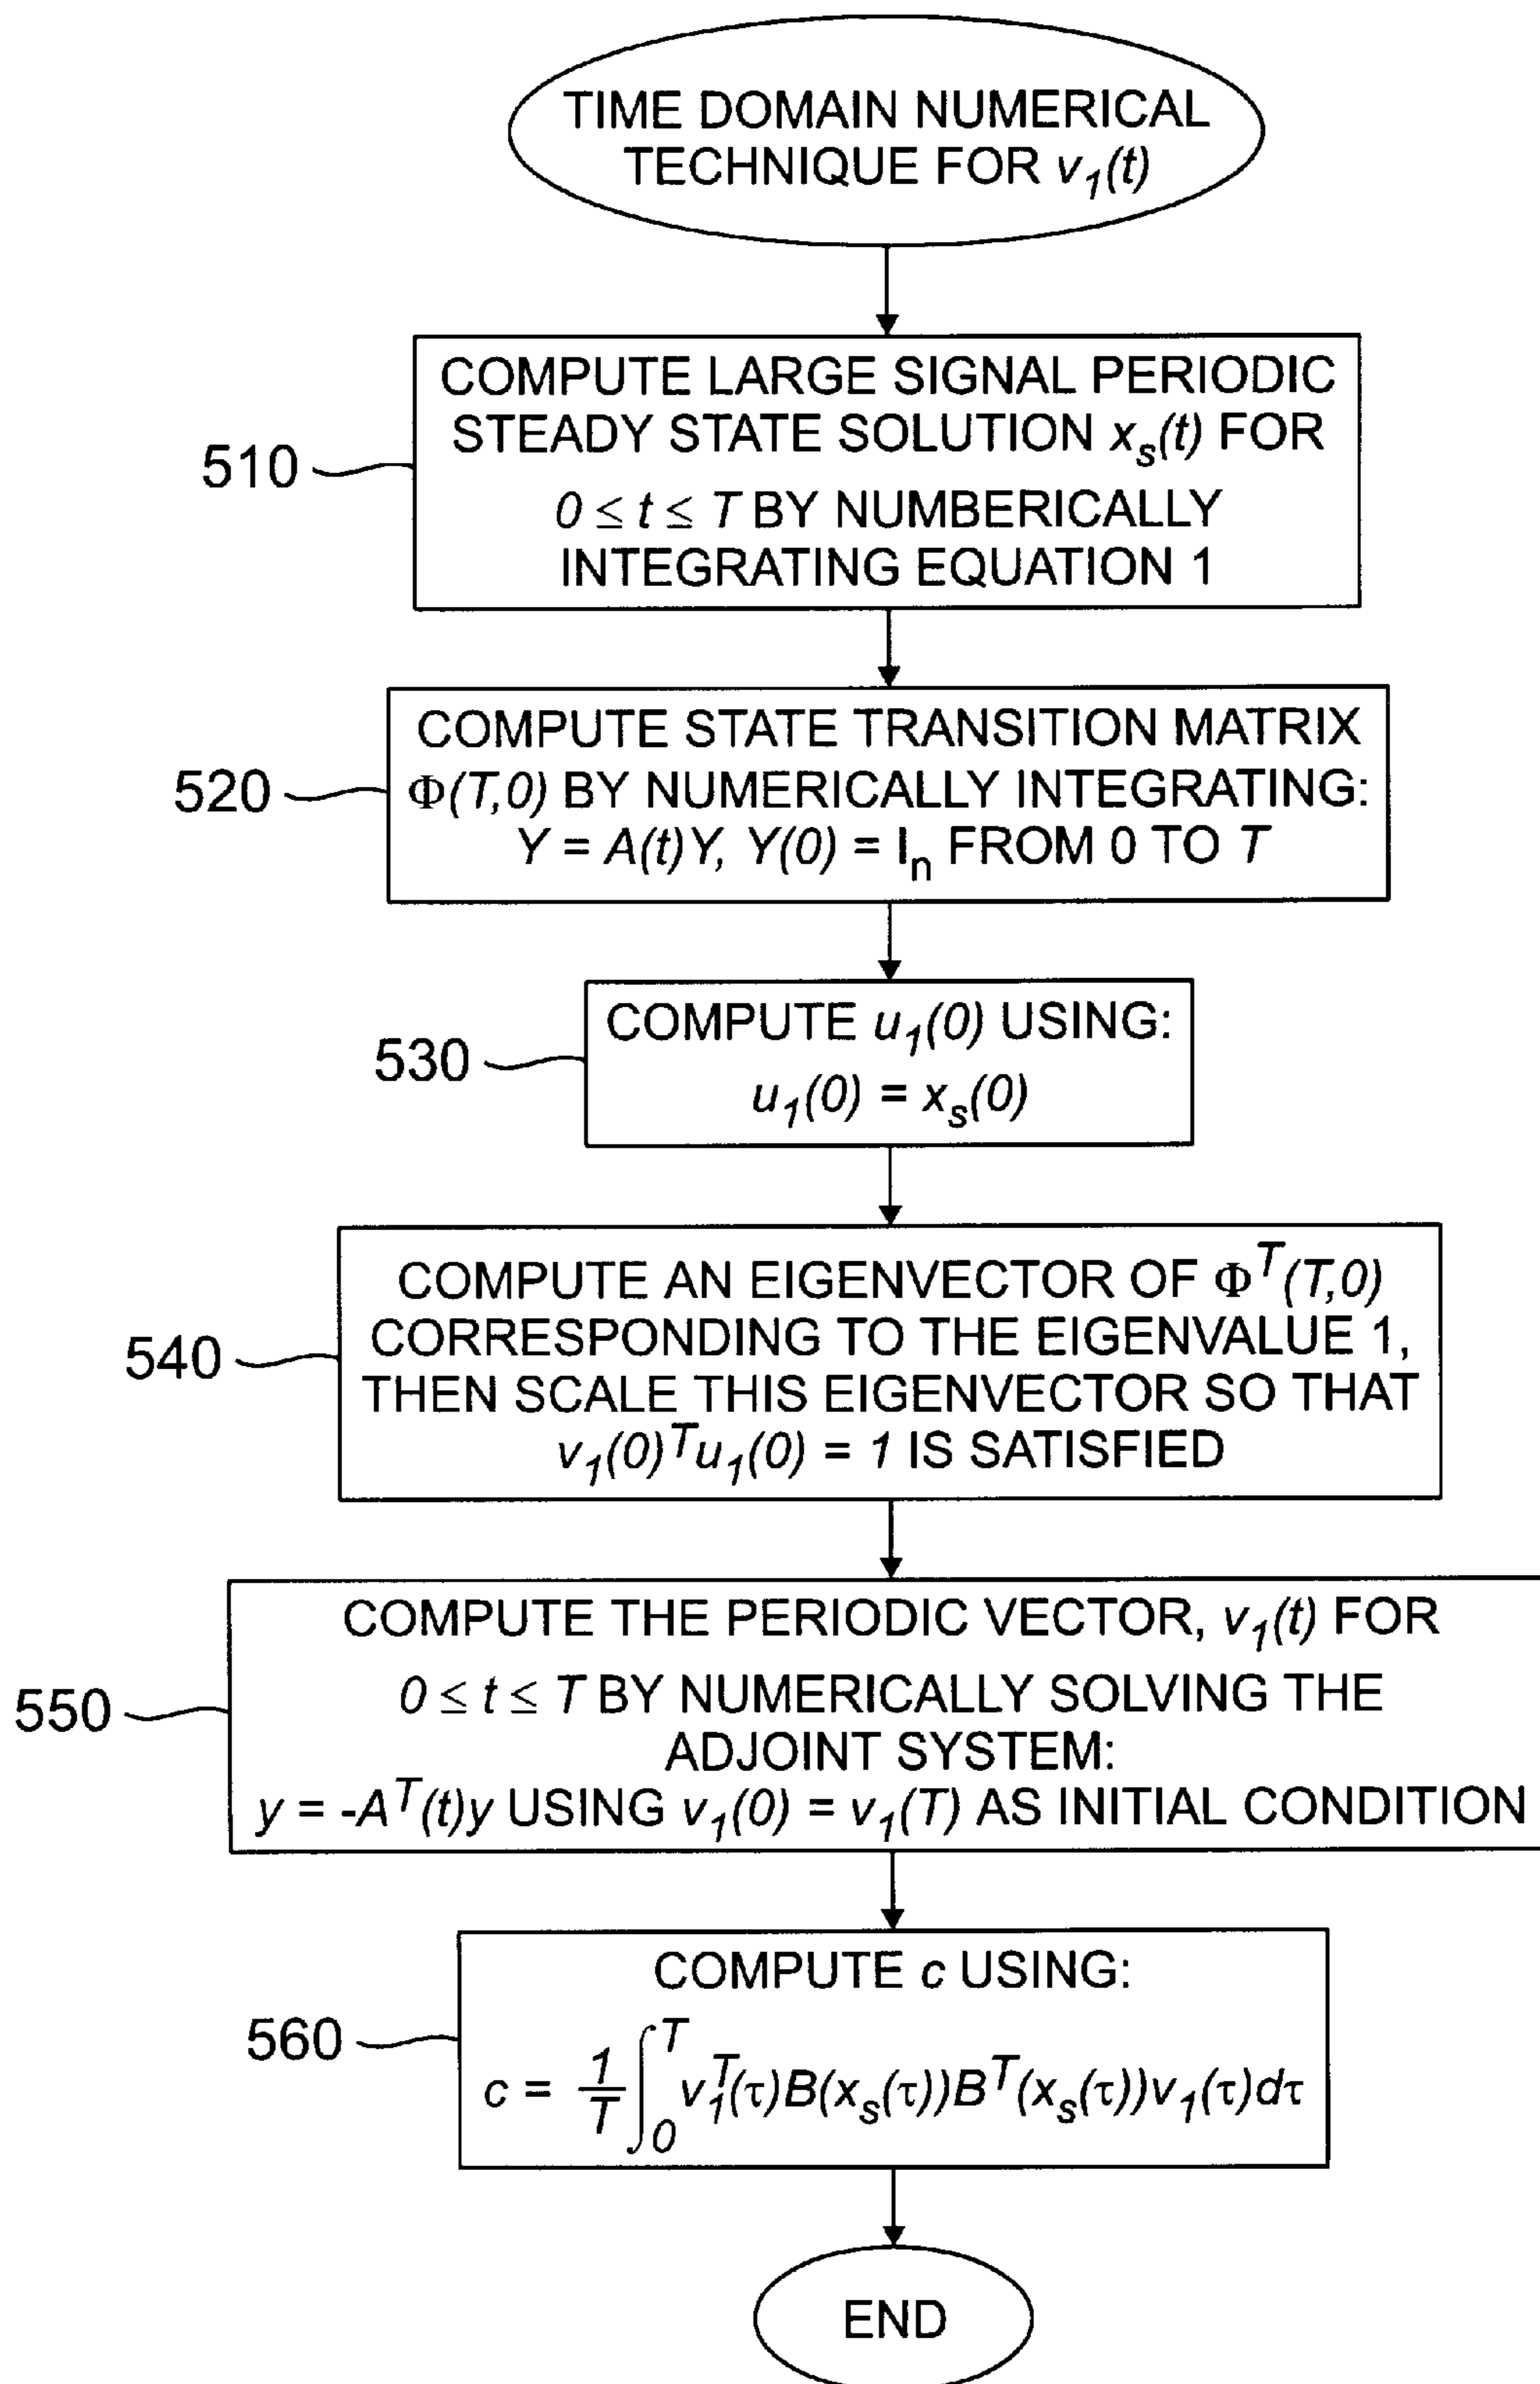 TIME DOMAIN NUMERICAL
TECHNIQUE FOR v₁(t)
COMPUTE LARGE SIGNAL PERIODIC
STEADY STATE SOLUTION xₛ(t) FOR
0 ≤ t ≤ T BY NUMBERICALLY
INTEGRATING EQUATION 1
510
COMPUTE STATE TRANSITION MATRIX
Φ(T,0) BY NUMERICALLY INTEGRATING:
Y = A(t)Y, Y(0) = Iₙ FROM 0 TO T
520
COMPUTE u₁(0) USING:
u₁(0) = xₛ(0)
530
COMPUTE AN EIGENVECTOR OF Φᵀ(T,0)
CORRESPONDING TO THE EIGENVALUE 1,
THEN SCALE THIS EIGENVECTOR SO THAT
v₁(0)ᵀu₁(0) = 1 IS SATISFIED
540
COMPUTE THE PERIODIC VECTOR, v₁(t) FOR
0 ≤ t ≤ T BY NUMERICALLY SOLVING THE
ADJOINT SYSTEM:
y = -Aᵀ(t)y USING v₁(0) = v₁(T) AS INITIAL CONDITION
550
COMPUTE c USING:
c = 1/T ∫₀ᵀ v₁ᵀ(τ)B(xₛ(τ))Bᵀ(xₛ(τ))v₁(τ)dτ
560
END